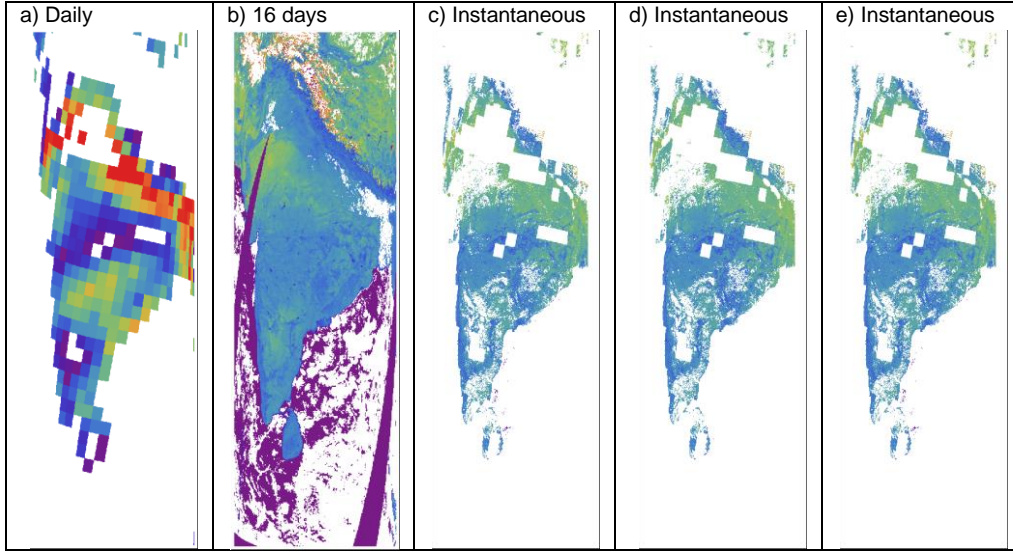 a) Daily
b) 16 days
c) Instantaneous
d) Instantaneous
e) Instantaneous